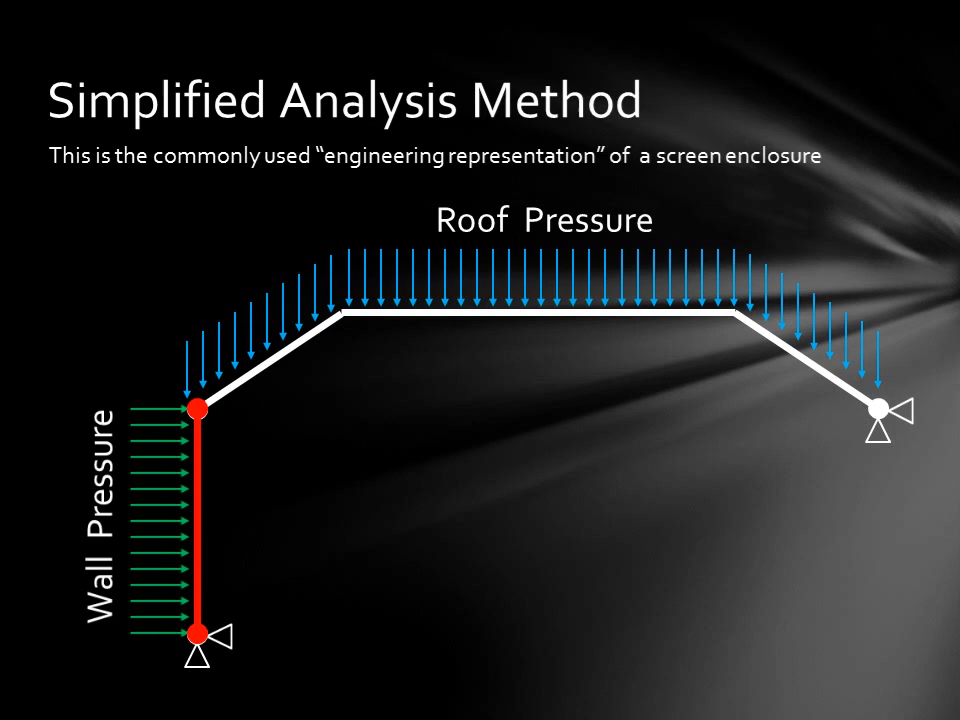 Simplified Analysis Method
This is the commonly used “engineering representation” of a screen enclosure
Roof Pressure
Wall Pressure